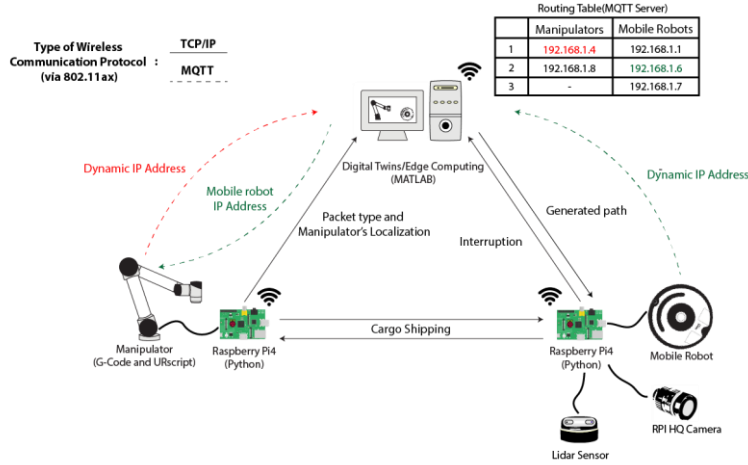 Routing Table(MQTT Server)
Manipulators Mobile Robots
1 192.168.1.4 192.168.1.1
2 192.168.1.8 192.168.1.6
3 - 192.168.1.7
Type of Wireless
Communication Protocol :
(via 802.11ax)
TCP/IP
MQTT
Digital Twins/Edge Computing
(MATLAB)
Dynamic IP Address
Mobile robot
IP Address
Dynamic IP Address
Packet type and
Manipulator's Localization
Generated path
Interruption
Cargo Shipping
Manipulator
(G-Code and URscript)
Raspberry Pi4
(Python)
Raspberry Pi4
(Python)
Mobile Robot
RPI HQ Camera
Lidar Sensor